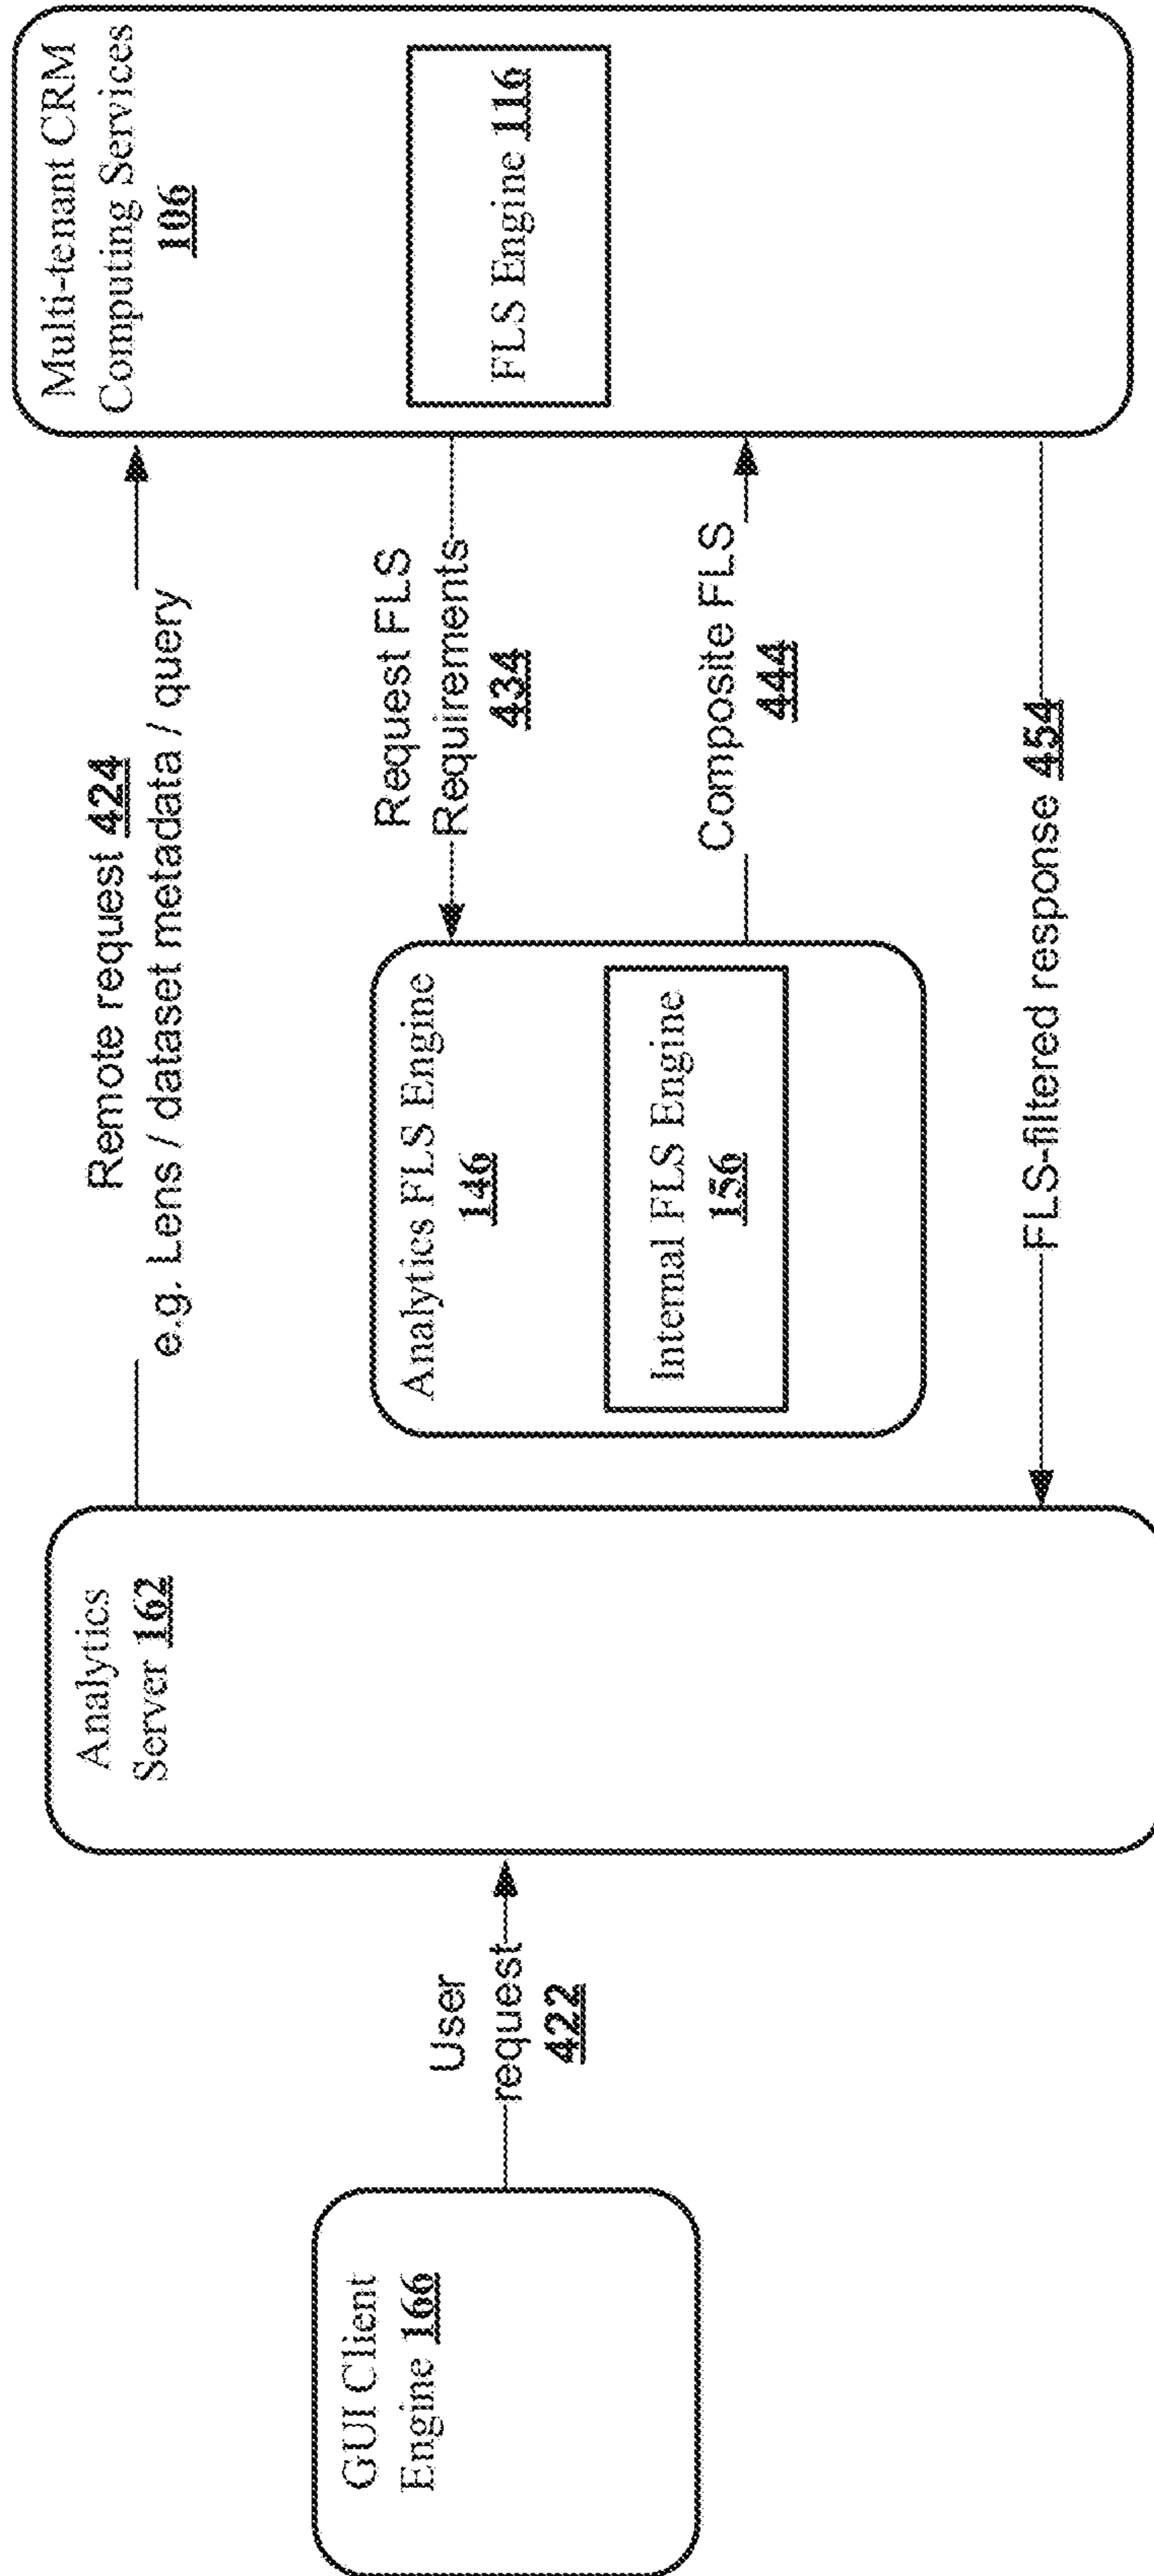 GUI Client
Engine 166
User
request
422
Analytics
Server 162
Remote request 424
e.g. Lens / dataset metadata / query
Analytics FLS Engine
146
Internal FLS Engine
156
Request FLS
Requirements
434
Composite FLS
444
FLS-filtered response 454
Multi-tenant CRM
Computing Services
106
FLS Engine 116